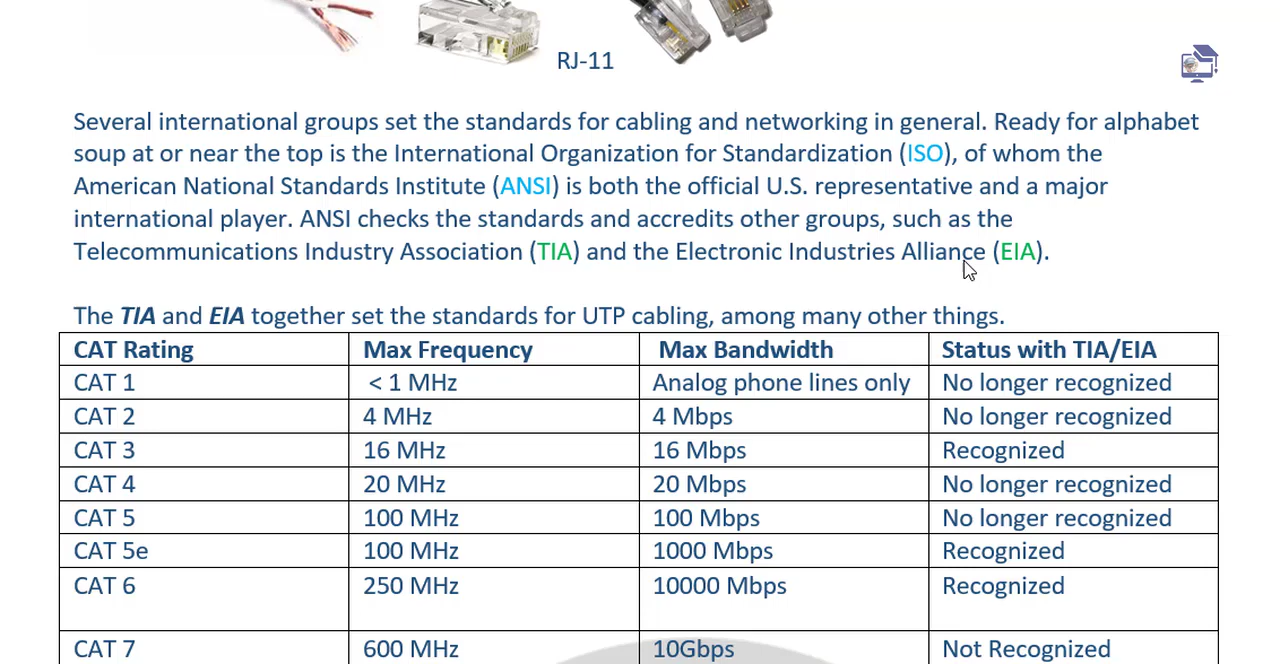 RJ-11
Several international groups set the standards for cabling and networking in general. Ready for alphabet
soup at or near the top is the International Organization for Standardization (ISO), of whom the
American National Standards Institute (ANSI) is both the official U.S. representative and a major
international player. ANSI checks the standards and accredits other groups, such as the
Telecommunications Industry Association (TIA) and the Electronic Industries Alliance (EIA).
The TIA and EIA together set the standards for UTP cabling, among many other things.
CAT Rating Max Frequency Max Bandwidth Status with TIA/EIA
CAT 1 < 1 MHz Analog phone lines only No longer recognized
CAT 2 4 MHz 4 Mbps No longer recognized
CAT 3 16 MHz 16 Mbps Recognized
CAT 4 20 MHz 20 Mbps No longer recognized
CAT 5 100 MHz 100 Mbps No longer recognized
CAT 5e 100 MHz 1000 Mbps Recognized
CAT 6 250 MHz 10000 Mbps Recognized
CAT 7 600 MHz 10Gbps Not Recognized